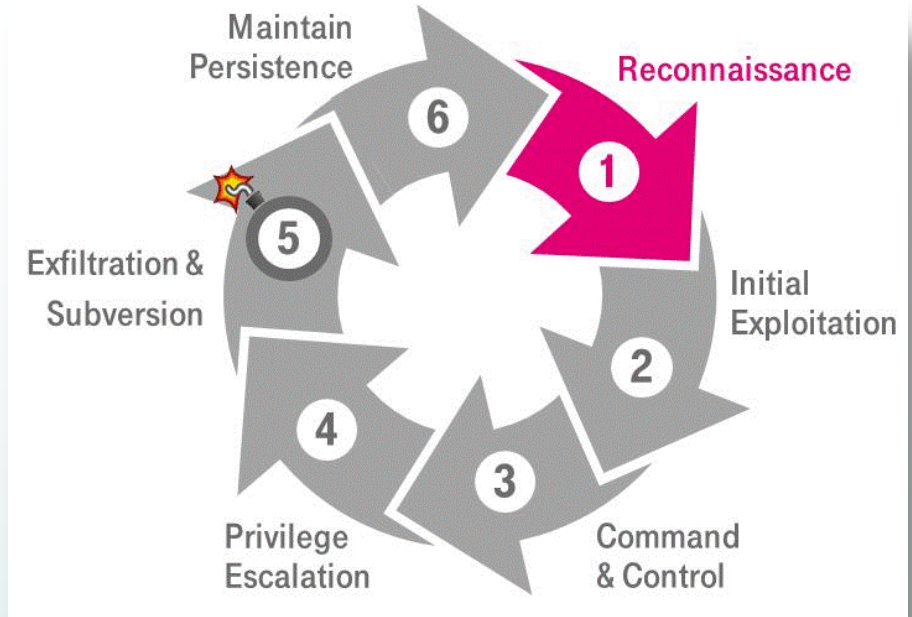 Maintain
Persistence
6
Reconnaissance
1
5
Exfiltration &
Subversion
Initial
Exploitation
2
4
3
Privilege
Escalation
Command
& Control